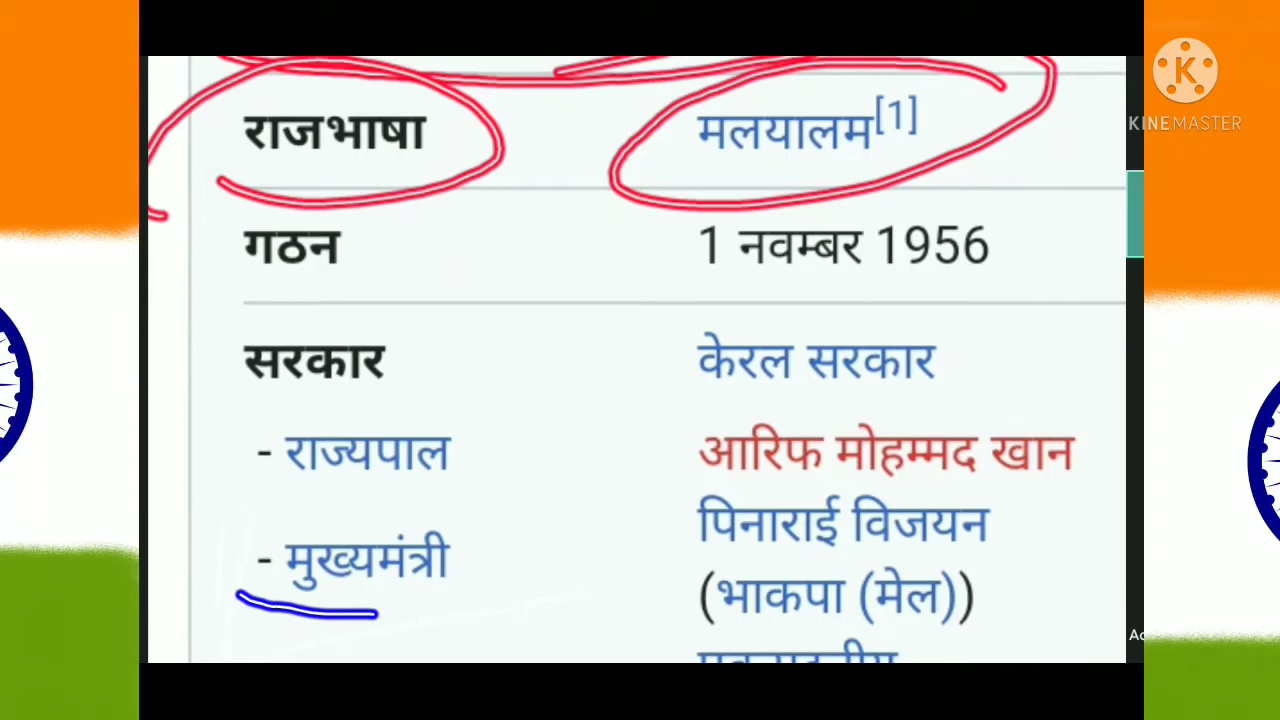 K
KINEMASTER
राजभाषा मलयालम[1]
गठन 1 नवम्बर 1956
सरकार केरल सरकार
- राज्यपाल आरिफ मोहम्मद खान
- मुख्यमंत्री पिनाराई विजयन
(भाकपा (मेल))